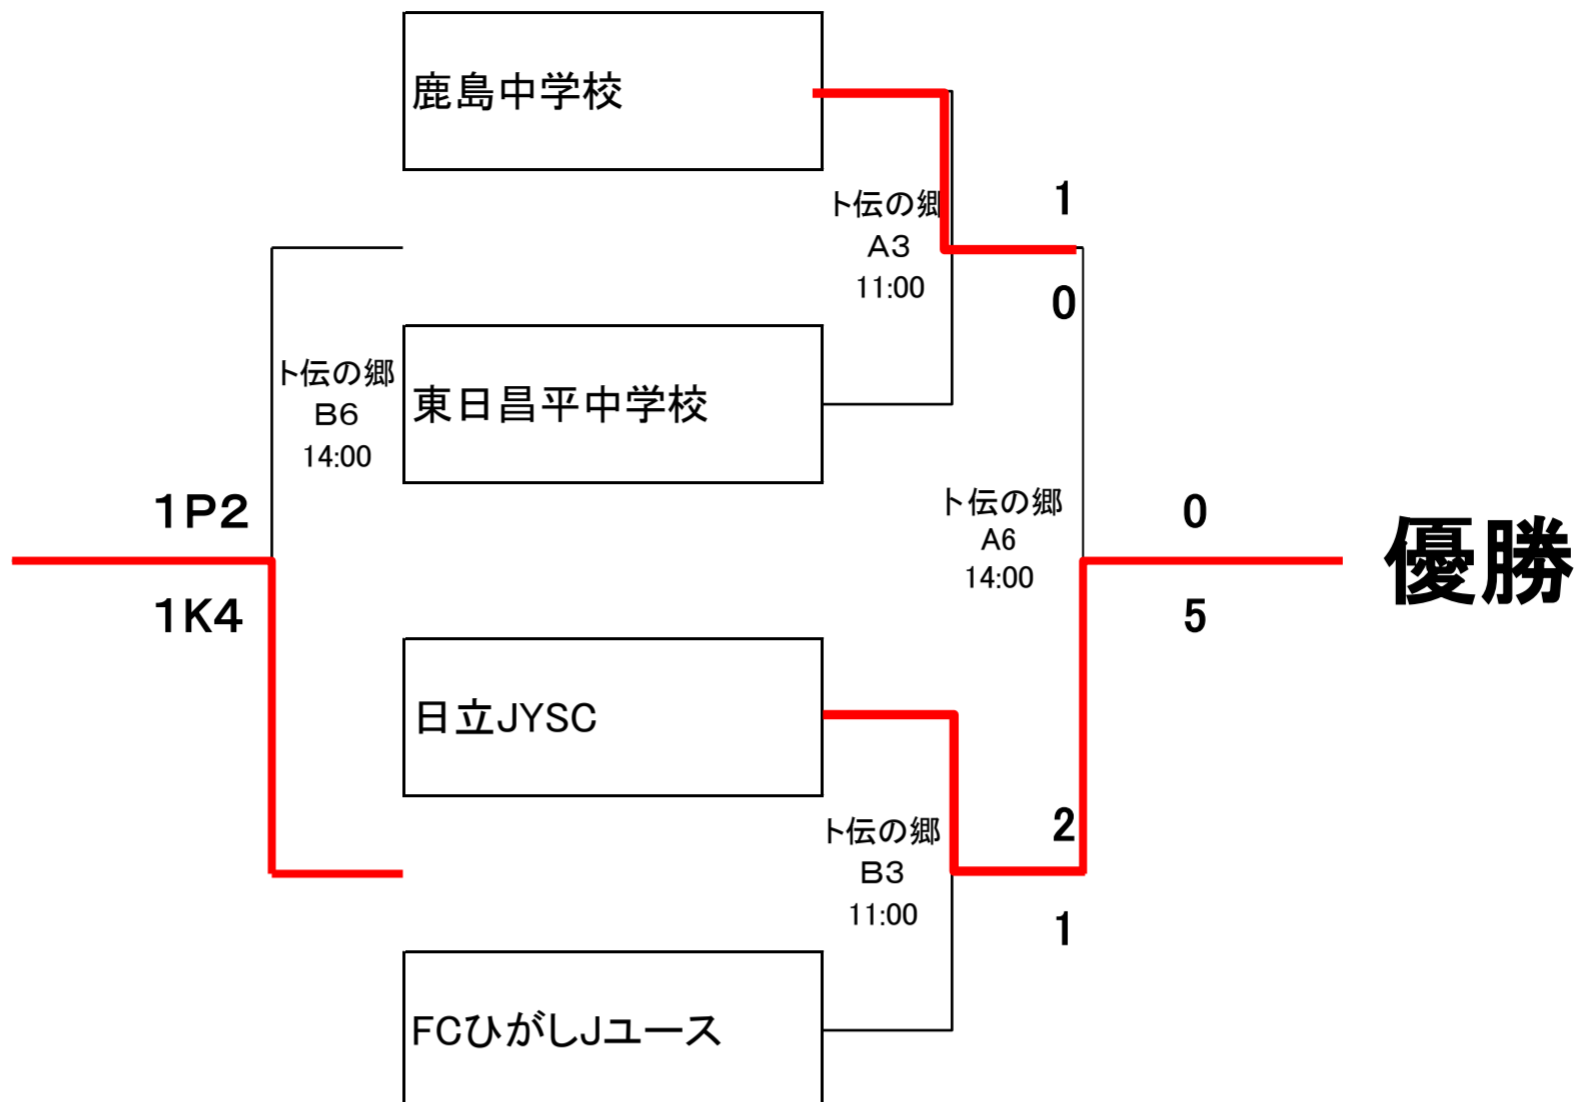 鹿島中学校
1
ト伝の郷
A3
11:00
0
ト伝の郷
B6
14:00
東日昌平中学校
1P2
1K4
ト伝の郷
A6
14:00
0
5
優勝
日立JYSC
2
ト伝の郷
B3
11:00
1
FCひがしJユース